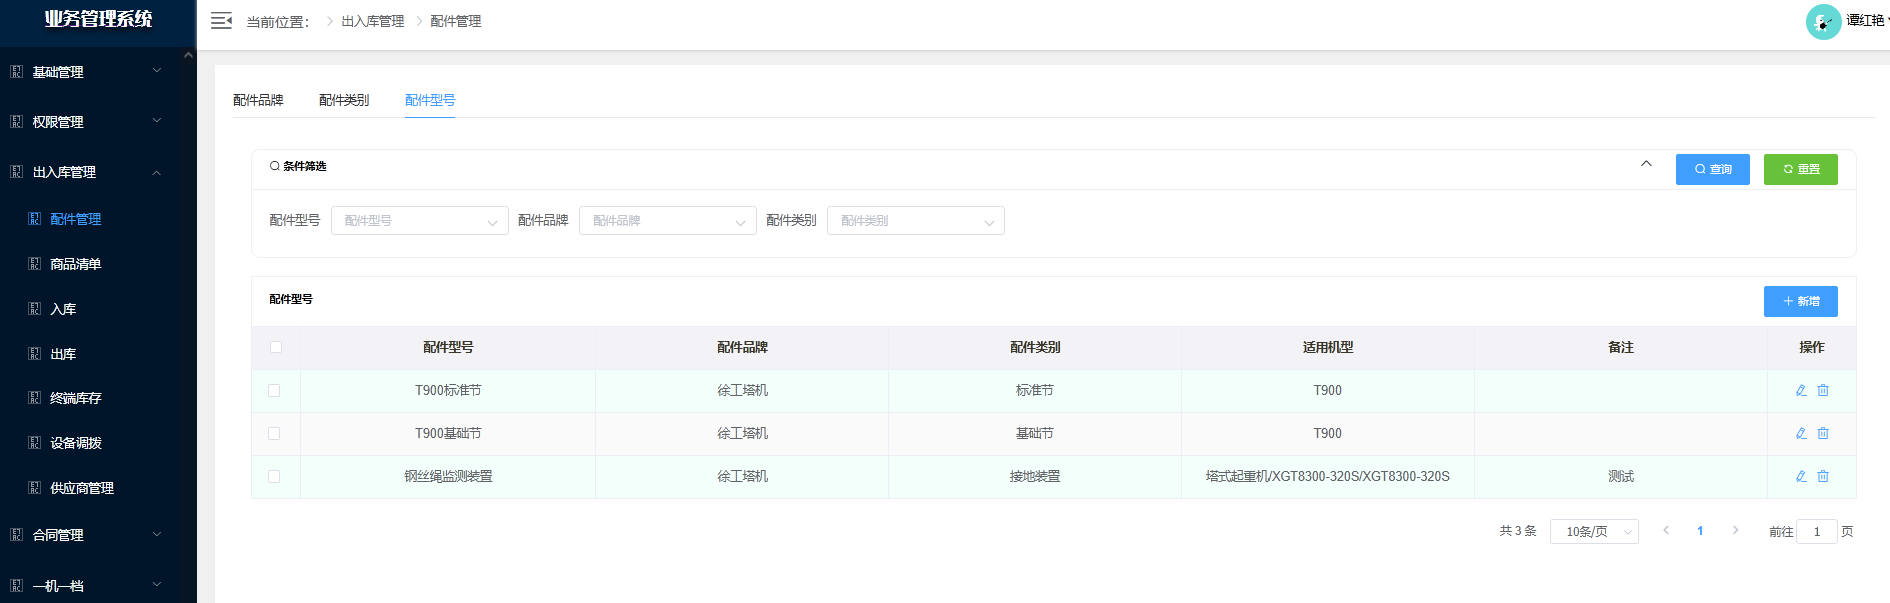 业务管理系统
当前位置： 出入库管理 配件管理
谭红艳
基础管理
权限管理
出入库管理
配件管理
商品清单
入库
出库
终端库存
设备调拨
供应商管理
合同管理
一机一档
配件品牌 配件类别 配件型号
条件筛选 查询 重置
配件型号 配件型号 配件品牌 配件品牌 配件类别 配件类别
配件型号 新增
配件型号 配件品牌 配件类别 适用机型 备注 操作
T900标准节 徐工塔机 标准节 T900
T900基础节 徐工塔机 基础节 T900
钢丝绳监测装置 徐工塔机 接地装置 塔式起重机/XGT8300-320S/XGT8300-320S 测试
共 3 条 10条/页 1 前往 1 页